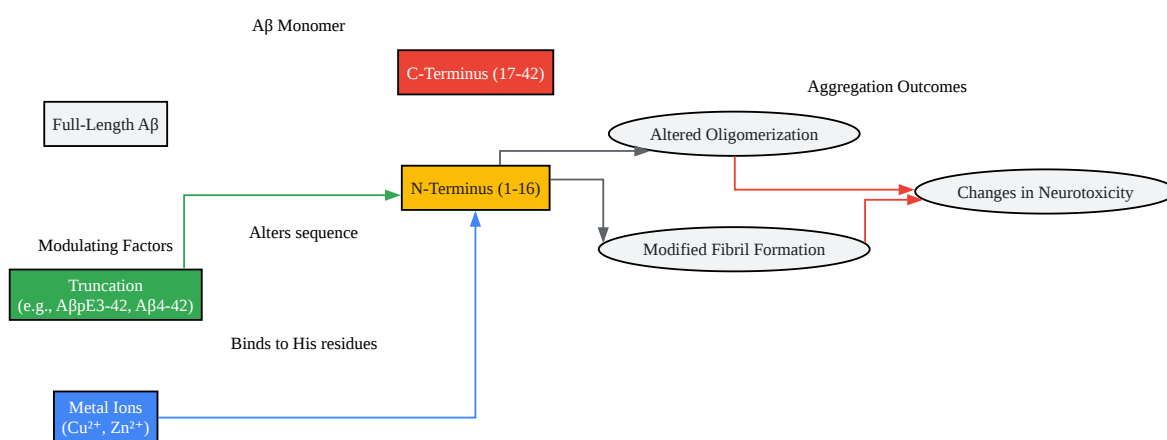 Aβ Monomer
C-Terminus (17-42)
Aggregation Outcomes
Full-Length Aβ
Altered Oligomerization
N-Terminus (1-16)
Changes in Neurotoxicity
Alters sequence
Modulating Factors
Modified Fibril Formation
Truncation
(e.g., AβpE3-42, Aβ4-42)
Binds to His residues
Metal Ions
(Cu²⁺, Zn²⁺)